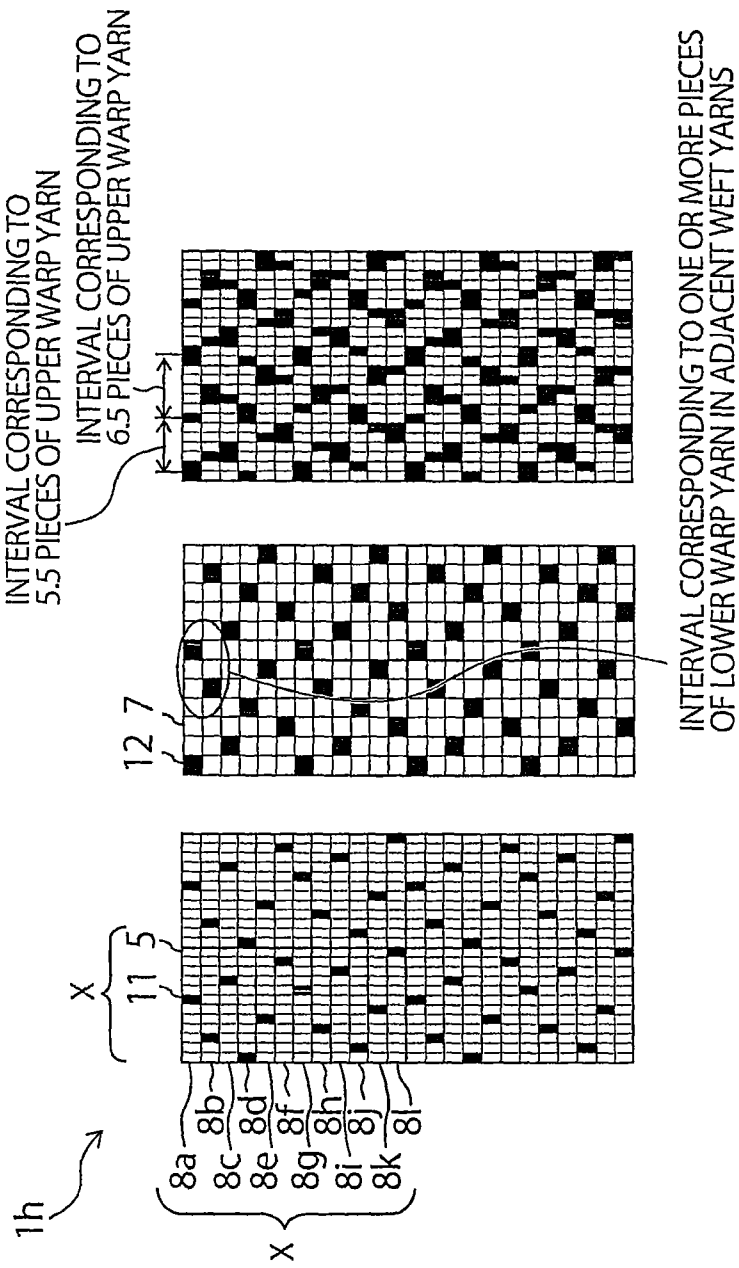 INTERVAL CORRESPONDING TO
5.5 PIECES OF UPPER WARP YARN
INTERVAL CORRESPONDING TO
6.5 PIECES OF UPPER WARP YARN
1h
X
11
5
12
7
8a
8b
8c
8d
8e
8f
8g
8h
8i
8j
8k
8l
X
INTERVAL CORRESPONDING TO ONE OR MORE PIECES
OF LOWER WARP YARN IN ADJACENT WEFT YARNS